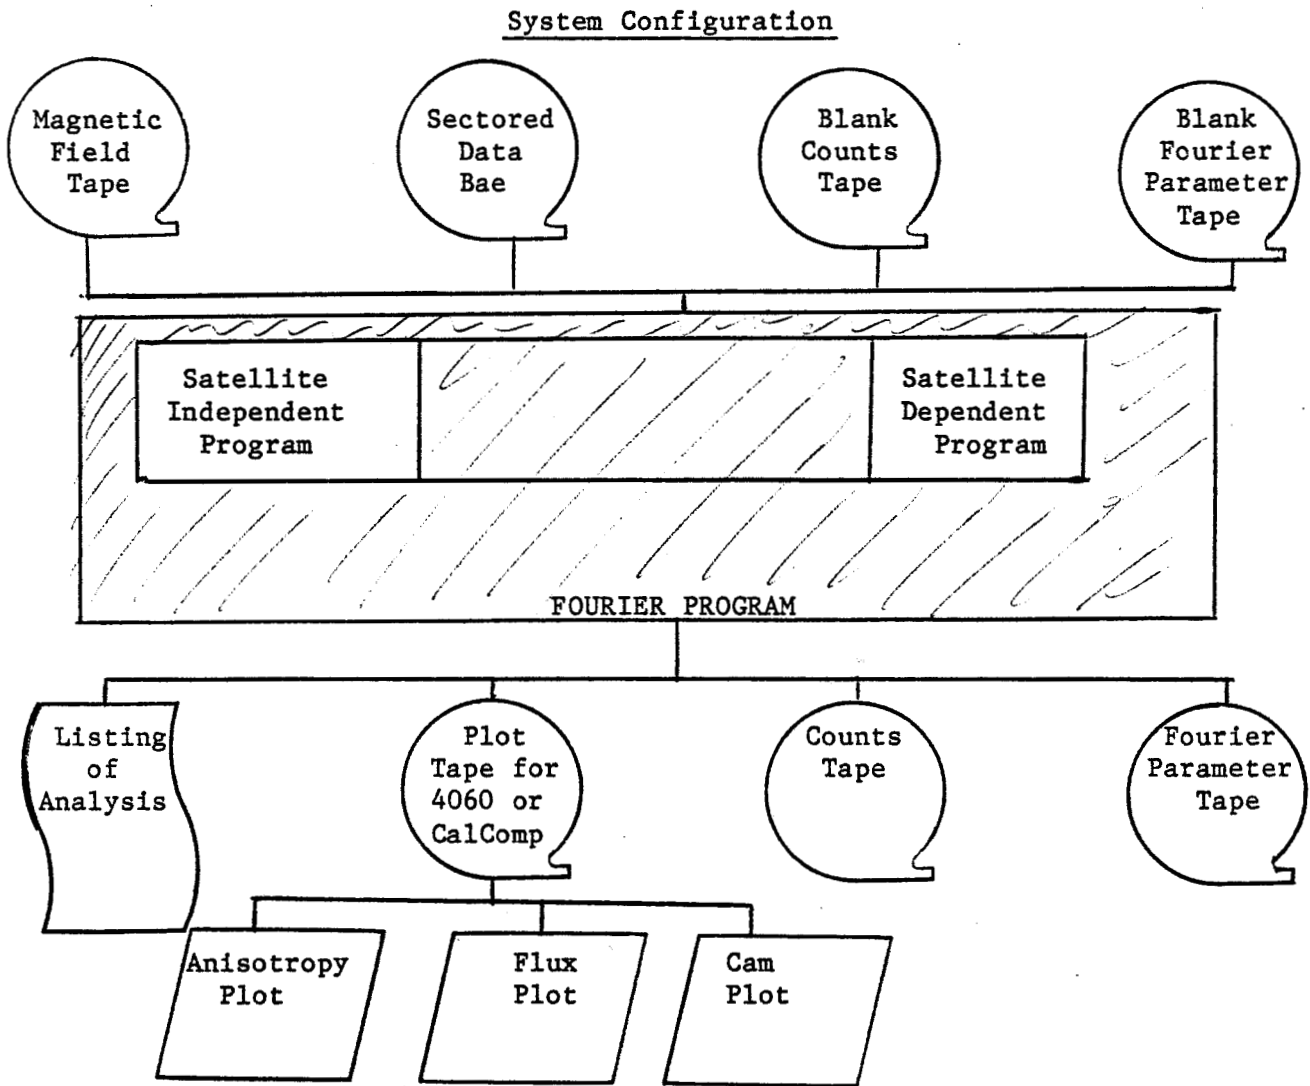 System Configuration
Magnetic
Field
Tape
Sectored
Data
Bae
Blank
Counts
Tape
Blank
Fourier
Parameter
Tape
Satellite
Independent
Program
Satellite
Dependent
Program
FOURIER PROGRAM
Listing
of
Analysis
Plot
Tape for
4060 or
CalComp
Counts
Tape
Fourier
Parameter
Tape
Anisotropy
Plot
Flux
Plot
Cam
Plot